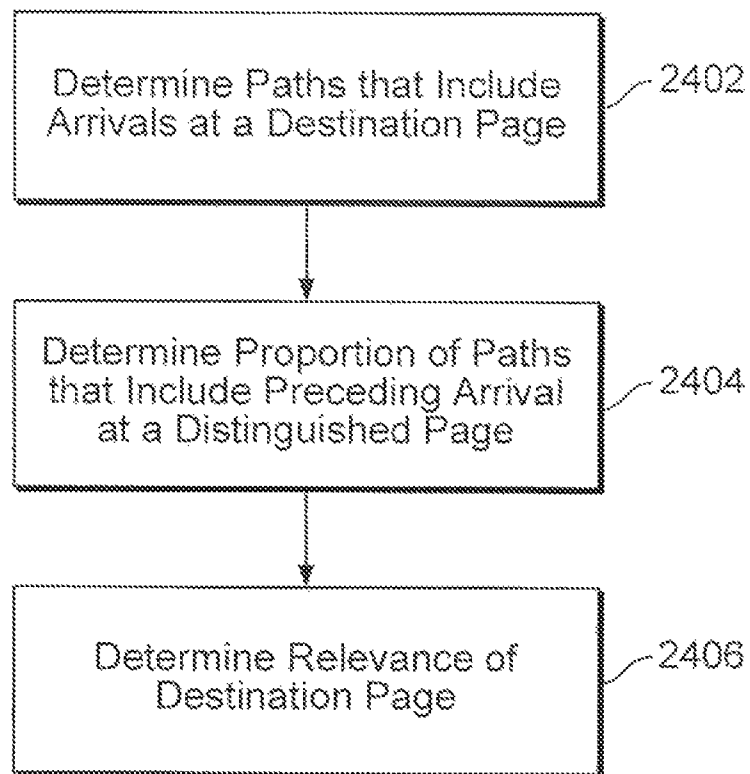 Determine Paths that Include
Arrivals at a Destination Page
2402
Determine Proportion of Paths
that Include Preceding Arrival
at a Distinguished Page
2404
Determine Relevance of
Destination Page
2406